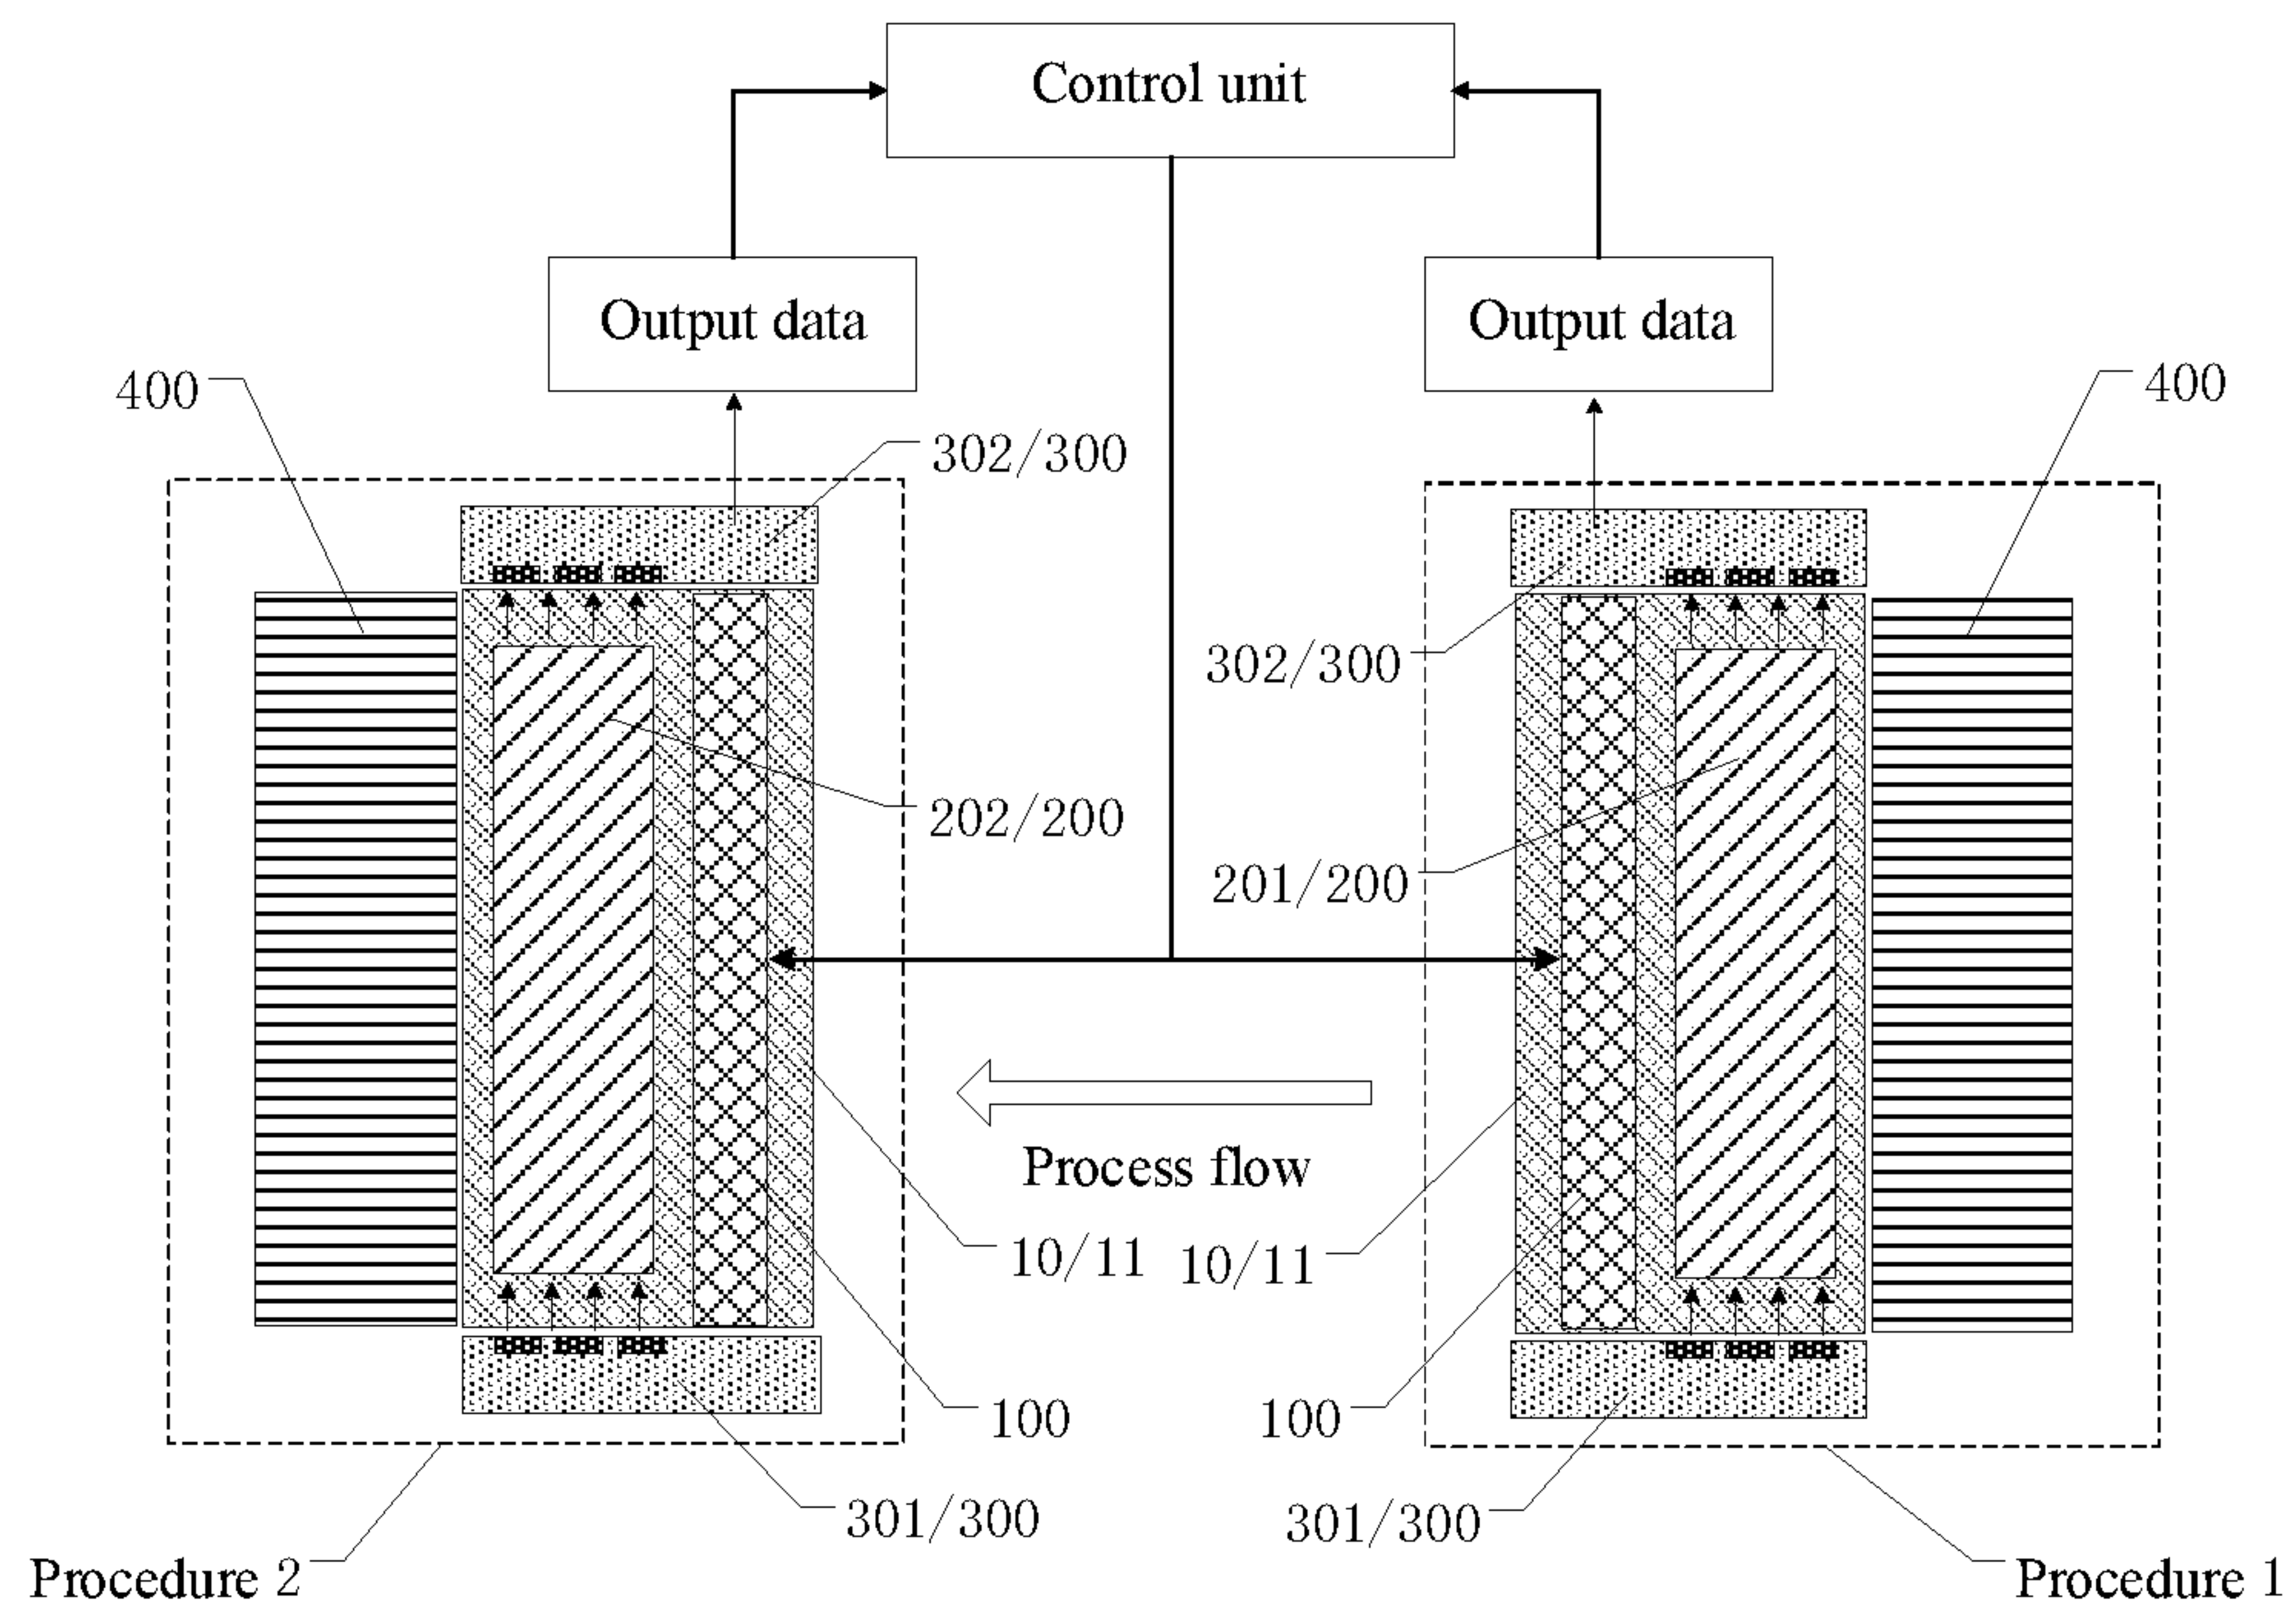 Control unit
Output data
Output data
400
400
302/300
302/300
202/200
201/200
Process flow
10/11
10/11
100
100
301/300
301/300
Procedure 2
Procedure 1